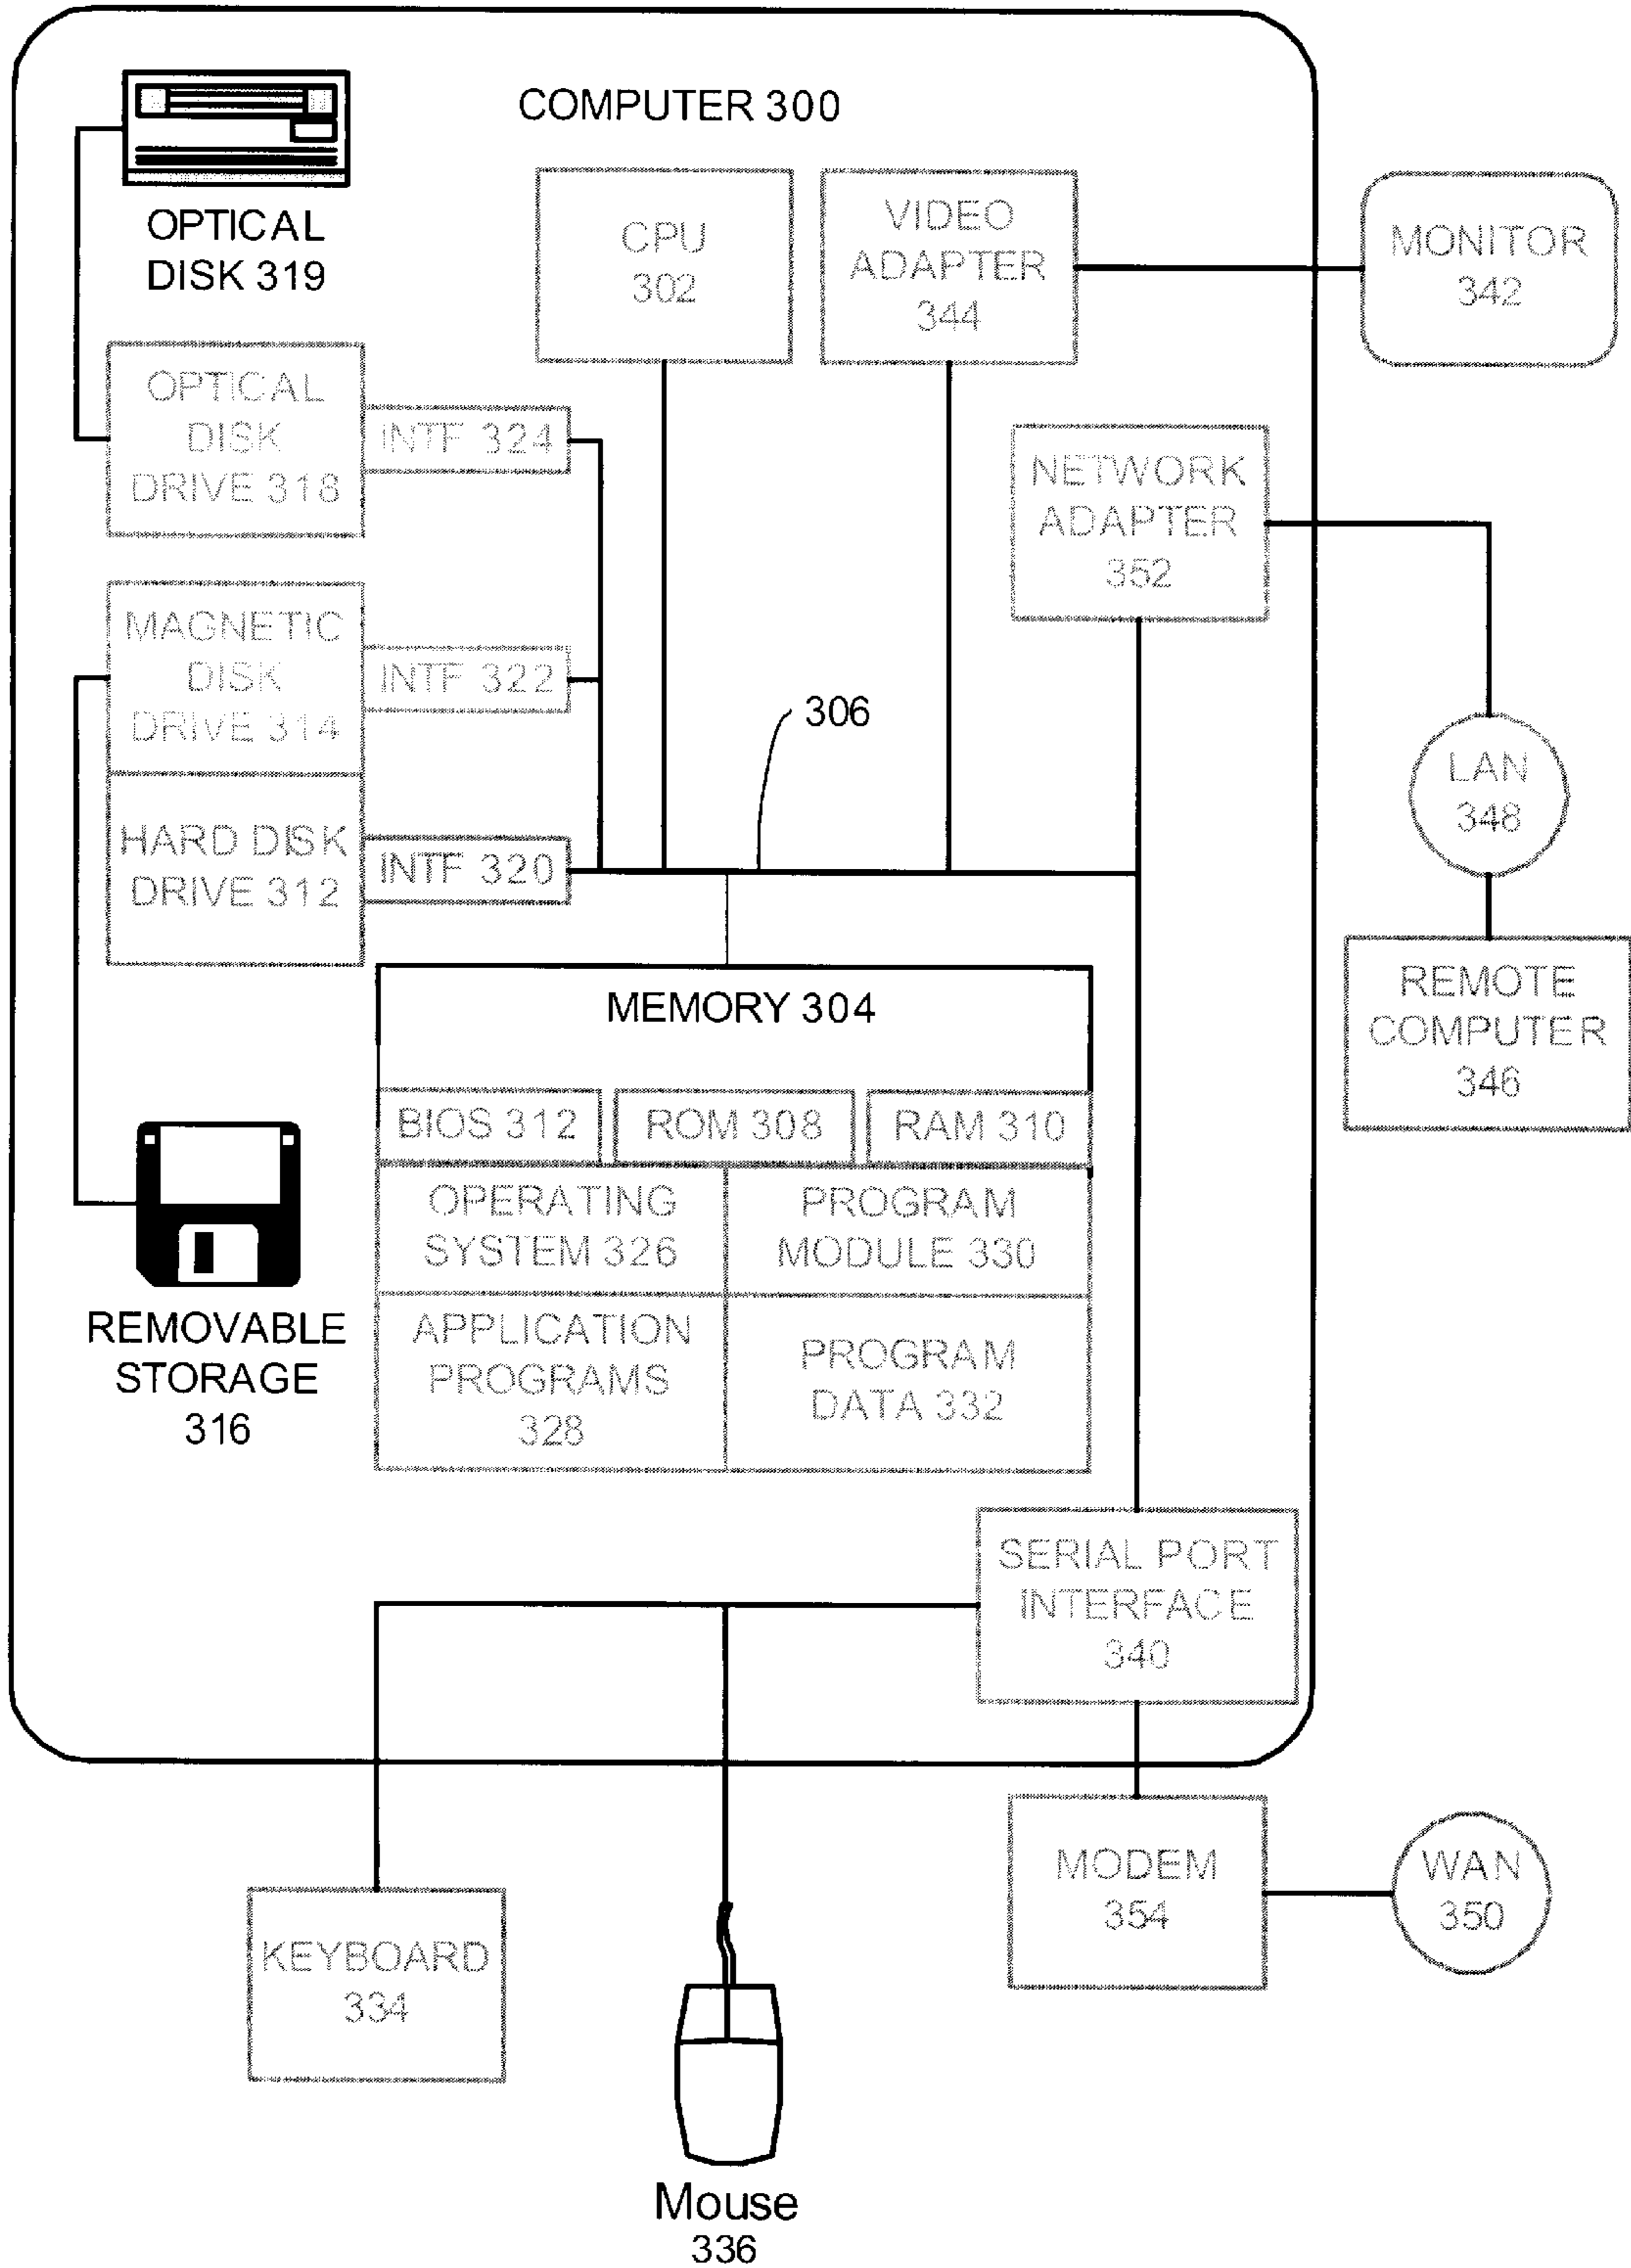 COMPUTER 300
OPTICAL
DISK 319
CPU
302
VIDEO
ADAPTER
344
MONITOR
342
OPTICAL
DISK
DRIVE 318
INTF 324
NETWORK
ADAPTER
352
MAGNETIC
DISK
DRIVE 314
INTF 322
306
LAN
348
HARD DISK
DRIVE 312
INTF 320
REMOTE
COMPUTER
346
MEMORY 304
BIOS 312
ROM 308
RAM 310
OPERATING
SYSTEM 326
PROGRAM
MODULE 330
APPLICATION
PROGRAMS
328
PROGRAM
DATA 332
REMOVABLE
STORAGE
316
SERIAL PORT
INTERFACE
340
MODEM
354
WAN
350
KEYBOARD
334
Mouse
336